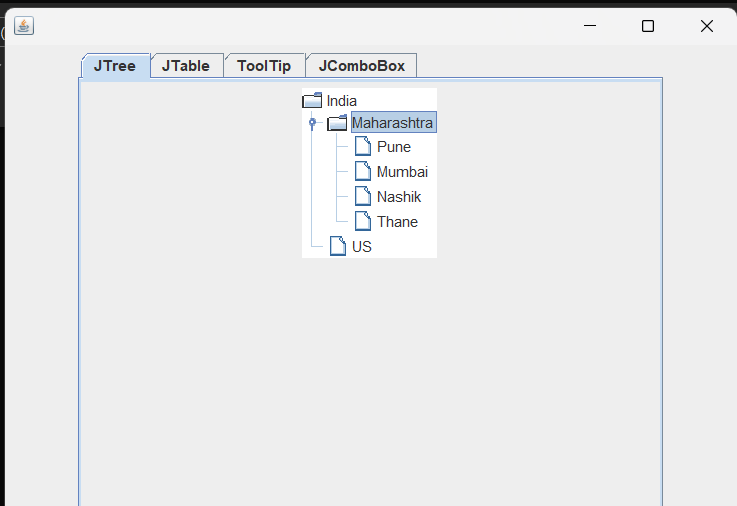 JTree JTable ToolTip JComboBox
India
Maharashtra
Pune
Mumbai
Nashik
Thane
US